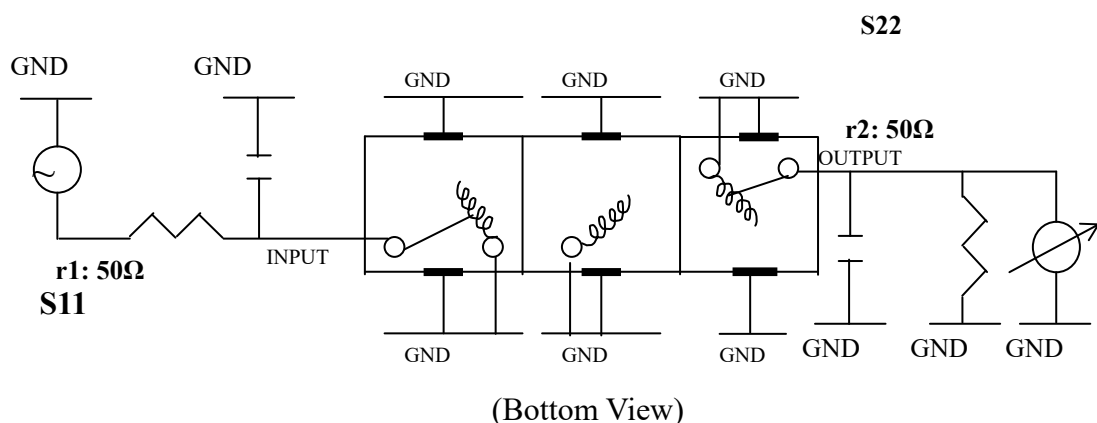 S22
GND
GND
GND
GND
GND
r2: 50Ω
OUTPUT
INPUT
r1: 50Ω
S11
GND
GND
GND
GND
GND
GND
(Bottom View)